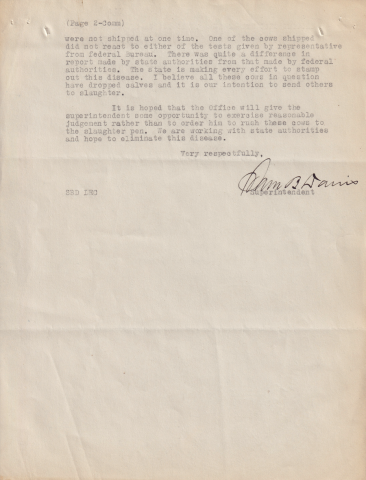 (Page 2-Comm)
were not shipped at one time. One of the cows shipped
did not react to either of the tests given by representative
from federal Bureau. There was quite a difference in
report made by state authorities from that made by federal
authorities. The state is making every effort to stamp
out this disease. I believe all these cows in question
have dropped calves and it is our intention to send others
to slaughter.
It is hoped that the Office will give the
superintendent some opportunity to exercise reasonable
judgement rather than to order him to rush these cows to
the slaughter pen. We are working with state authorities
and hope to eliminate this disease.
Very respectfully,
B Davis
Superintendent